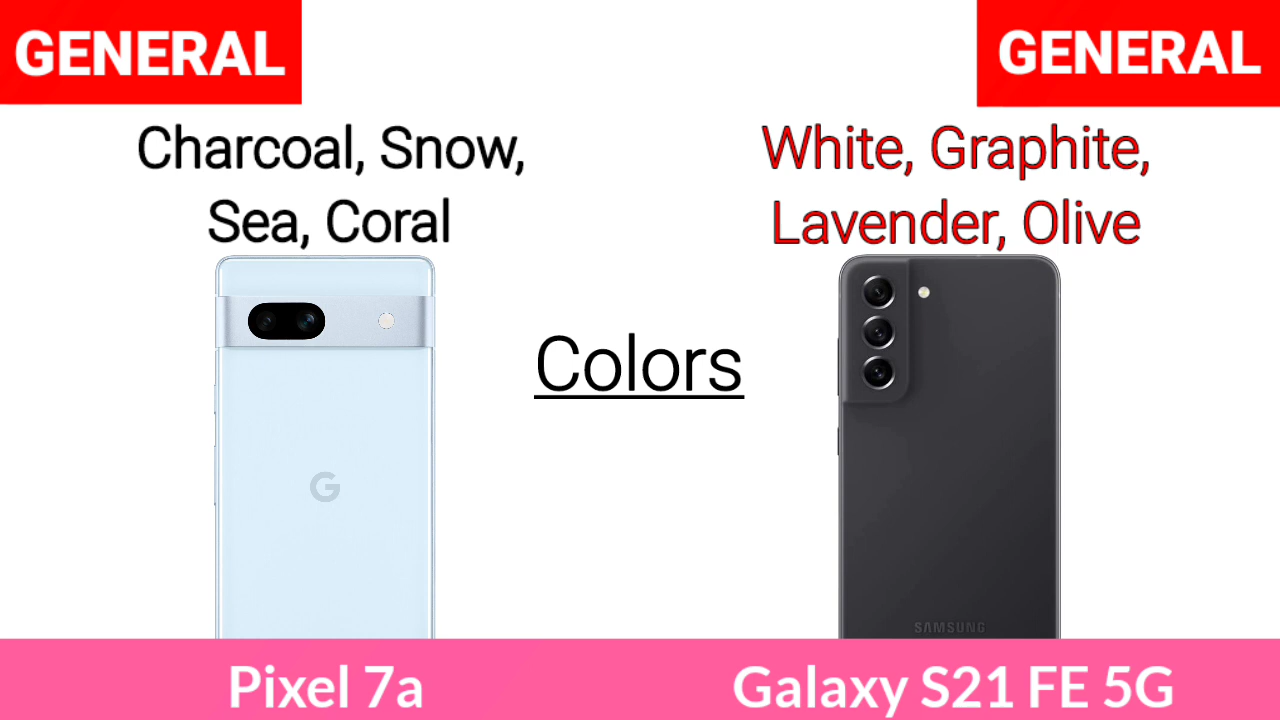 GENERAL
GENERAL
Charcoal, Snow,
Sea, Coral
White, Graphite,
Lavender, Olive
Colors
G
SAMSUNG
Pixel 7a
Galaxy S21 FE 5G